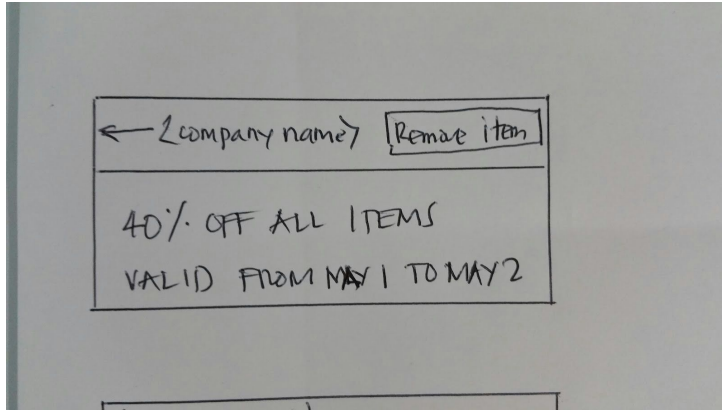 ← <company name> Remove item
40% OFF ALL ITEMS
VALID FROM MAY 1 TO MAY 2